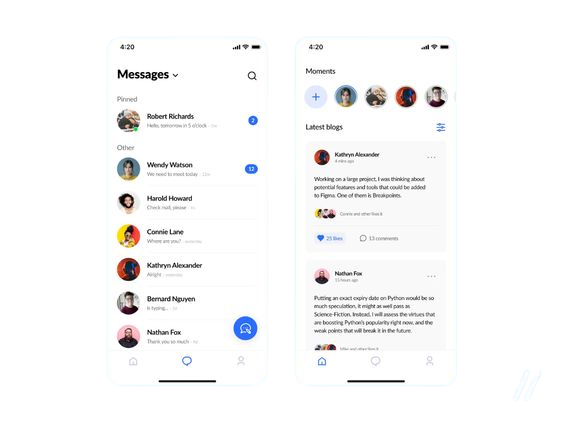 4:20
Messages
Pinned
Robert Richards
Hello, tomorrow in 5 o'clock
2
Other
Wendy Watson
We need to meet today · 12m
12
Harold Howard
Check mail, please
Connie Lane
Where are you? · yesterday
Kathryn Alexander
Alright · yesterday
Bernard Nguyen
is typing...
Nathan Fox
Thank you so much
4:20
Moments
Latest blogs
Kathryn Alexander
4 mins ago
Working on a large project, I was thinking about
potential features and tools that could be added
to Figma. One of them is Breakpoints.
Connie and other likes it
25 likes
13 comments
Nathan Fox
15 hours ago
Putting an exact expiry date on Python would be so
much speculation, it might as well pass as
Science-Fiction. Instead, I will assess the virtues that
are boosting Python's popularity right now, and the
weak points that will break it in the future.
Mike and other likes it